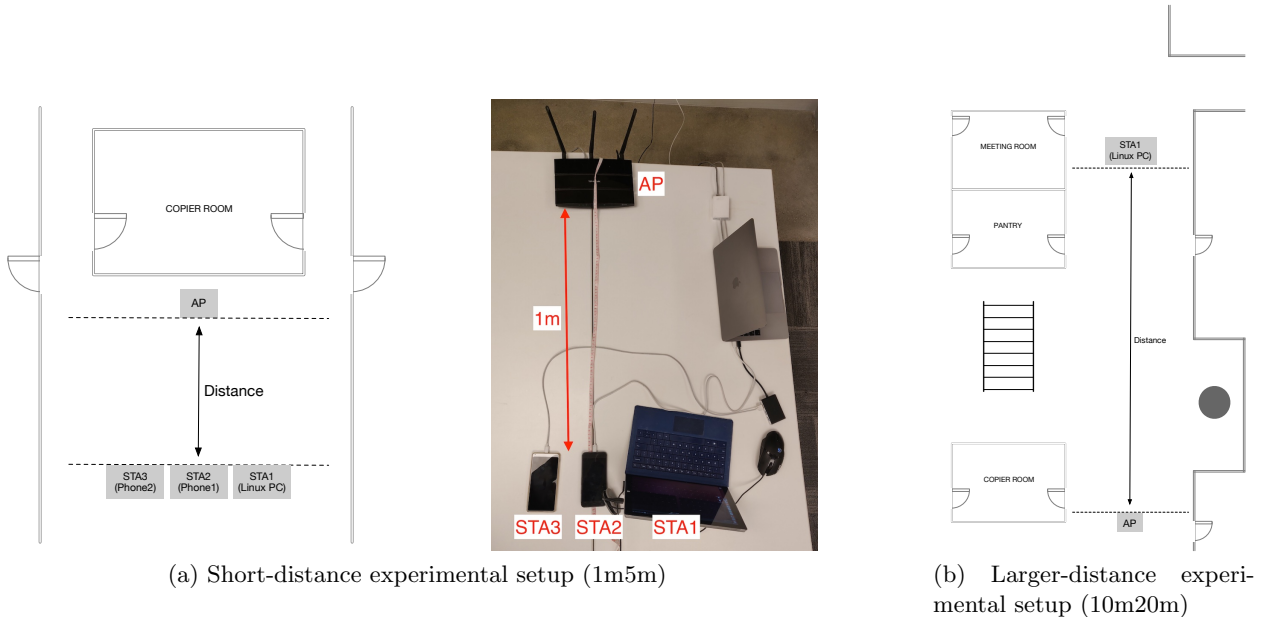 COPIER ROOM
AP
Distance
STA3
(Phone2)
STA2
(Phone1)
STA1
(Linux PC)
AP
1m
STA3
STA2
STA1
(a) Short-distance experimental setup (1m5m)
MEETING ROOM
STA1
(Linux PC)
PANTRY
Distance
COPIER ROOM
AP
(b) Larger-distance experi-
mental setup (10m20m)